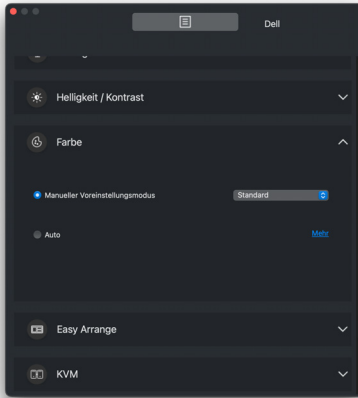 Dell
Helligkeit / Kontrast
Farbe
Manueller Voreinstellungsmodus
Standard
Auto
Mehr
Easy Arrange
KVM